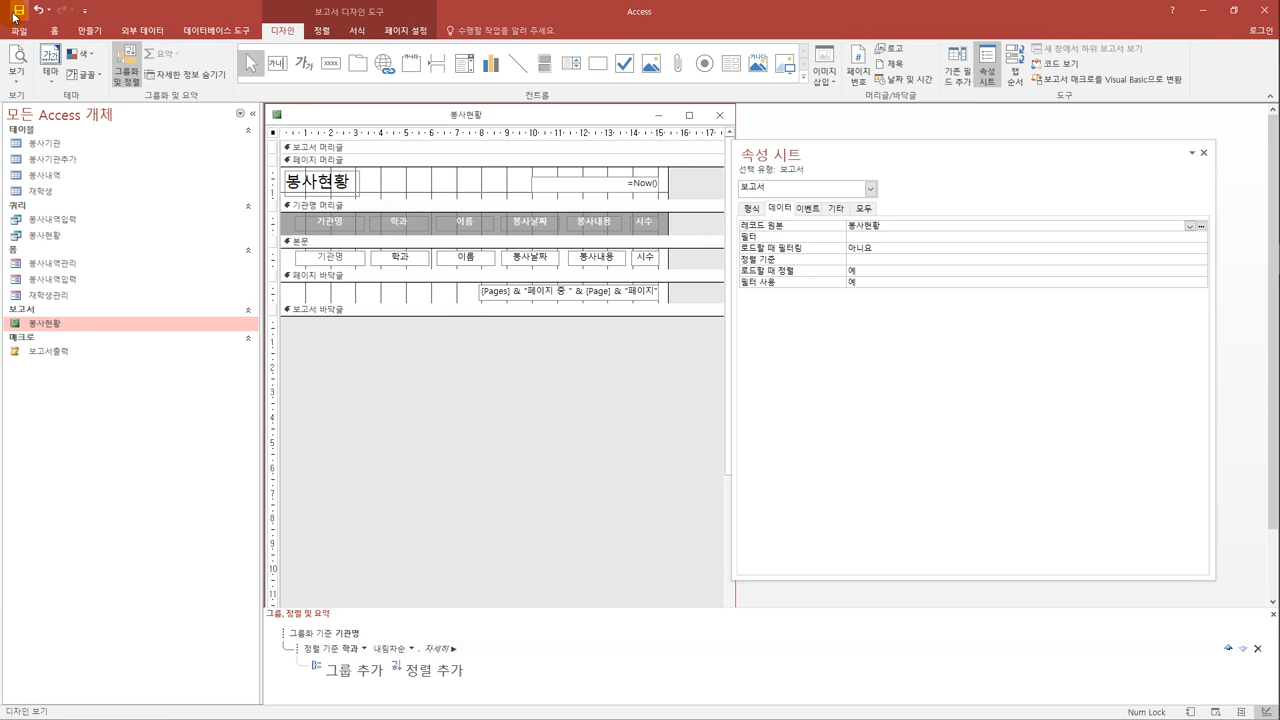 보고서 디자인 도구
Access
파일 홈 만들기 외부 데이터 데이터베이스 도구 디자인 정렬 서식 페이지 설정 수행할 작업을 알려 주세요.
로그인
보기 테마 색 글꼴 그룹화 및 정렬 요약 자세한 정보 숨기기
이미지 삽입 페이지 번호 로고 제목 날짜 및 시간
기존 필드 추가 속성 시트 탭 순서 새 창에서 하위 보고서 보기 코드 보기 보고서 매크로를 Visual Basic으로 변환
보기 테마 그룹화 및 요약 컨트롤 머리글/바닥글 도구
모든 Access 개체
테이블
봉사기관
봉사기관추가
봉사내역
재학생
쿼리
봉사내역입력
봉사현황
폼
봉사내역관리
봉사내역입력
재학생관리
보고서
봉사현황
매크로
보고서출력
봉사현황
보고서 머리글
페이지 머리글
봉사현황 =Now()
기관명 머리글
기관명 학과 이름 봉사날짜 봉사내용 시수
본문
기관명 학과 이름 봉사날짜 봉사내용 시수
페이지 바닥글
[Pages] & "페이지 중 " & [Page] & "페이지"
보고서 바닥글
속성 시트
선택 유형: 보고서
보고서
형식 데이터 이벤트 기타 모두
레코드 원본 봉사현황
필터
로드할 때 필터링 아니요
정렬 기준
로드할 때 정렬 예
필터 사용 예
그룹, 정렬 및 요약
그룹화 기준 기관명
정렬 기준 학과 내림차순 , 자세히
그룹 추가 정렬 추가
디자인 보기
Num Lock